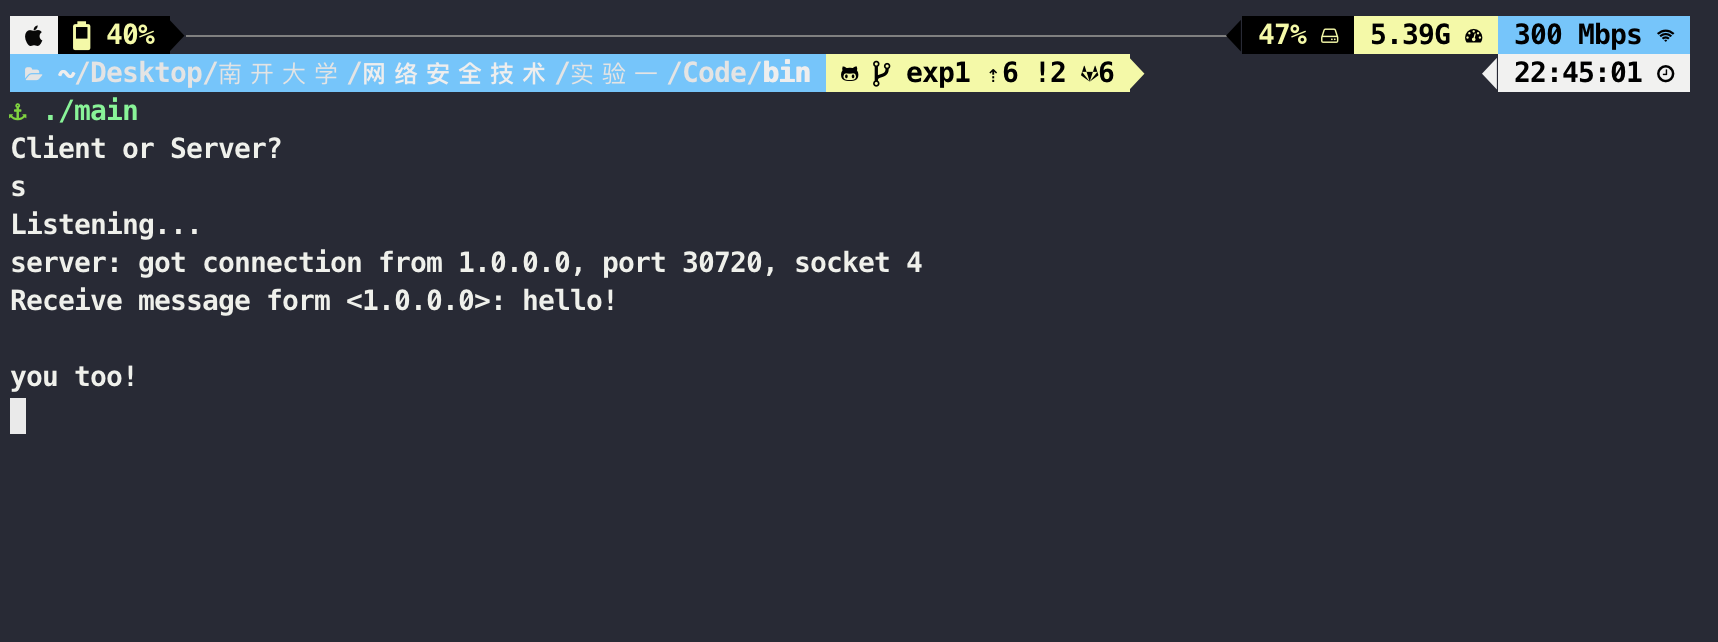 40% 47% 5.39G 300 Mbps
~/Desktop/南开大学/网络安全技术/实验一/Code/bin exp1 ⇡6 !2 6 22:45:01
./main
Client or Server?
s
Listening...
server: got connection from 1.0.0.0, port 30720, socket 4
Receive message form <1.0.0.0>: hello!
you too!